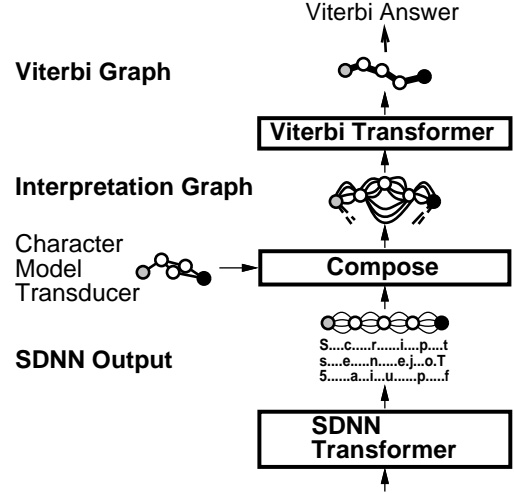 Viterbi Answer
Viterbi Graph
Viterbi Transformer
Interpretation Graph
Character
Model
Transducer
Compose
S....c.....r......i....p....t
s....e.....n....e.j...o.T
5......a...i...u......p.....f
SDNN Output
SDNN
Transformer